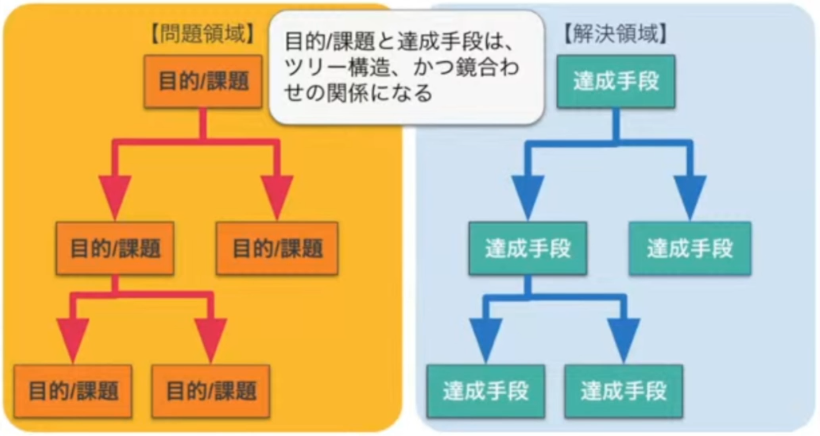 【問題領域】
目的/課題と達成手段は、
ツリー構造、かつ鏡合わ
せの関係になる
【解決領域】
目的/課題
達成手段
目的/課題
目的/課題
達成手段
達成手段
目的/課題
目的/課題
達成手段
達成手段